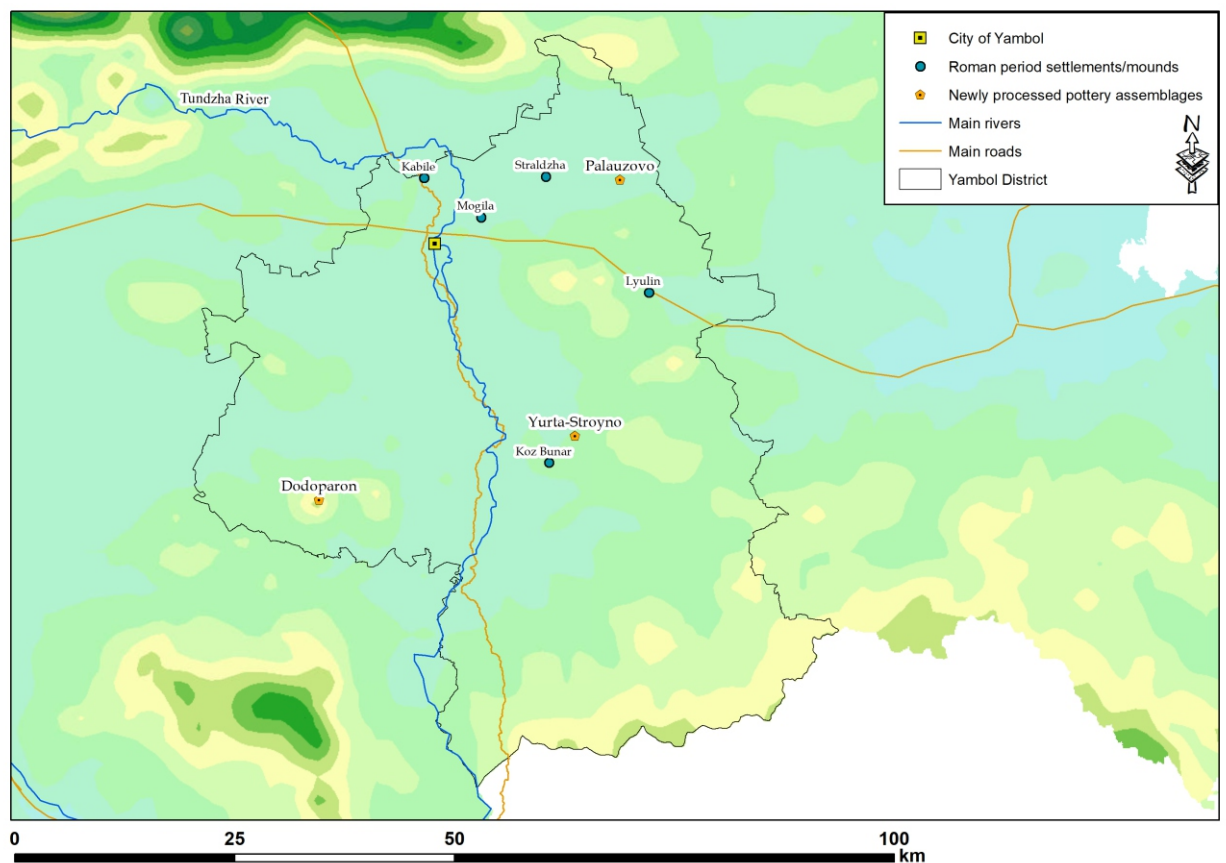 City of Yambol
Roman period settlements/mounds
Newly processed pottery assemblages
Main rivers
Main roads
Yambol District
N
Tundzha River
Kabile
Straldzha
Palauzovo
Mogila
Lyulin
Yurta-Stroyno
Koz Bunar
Dodoparon
0 25 50 100
km